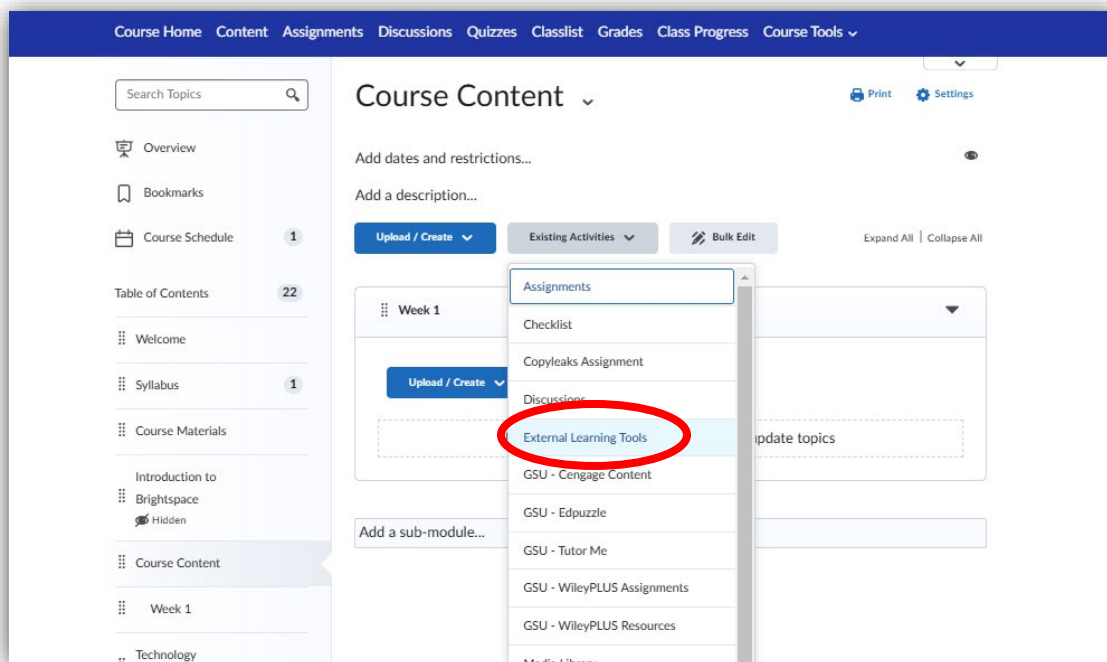 Course Home Content Assignments Discussions Quizzes Classlist Grades Class Progress Course Tools
Search Topics
Overview
Bookmarks
Course Schedule 1
Table of Contents 22
Welcome
Syllabus 1
Course Materials
Introduction to
Brightspace
Hidden
Course Content
Week 1
Technology
Course Content
Print Settings
Add dates and restrictions...
Add a description...
Upload / Create Existing Activities Bulk Edit
Expand All | Collapse All
Week 1
Upload / Create
update topics
Add a sub-module...
Assignments
Checklist
Copyleaks Assignment
Discussions
External Learning Tools
GSU - Cengage Content
GSU - Edpuzzle
GSU - Tutor Me
GSU - WileyPLUS Assignments
GSU - WileyPLUS Resources
Media Library